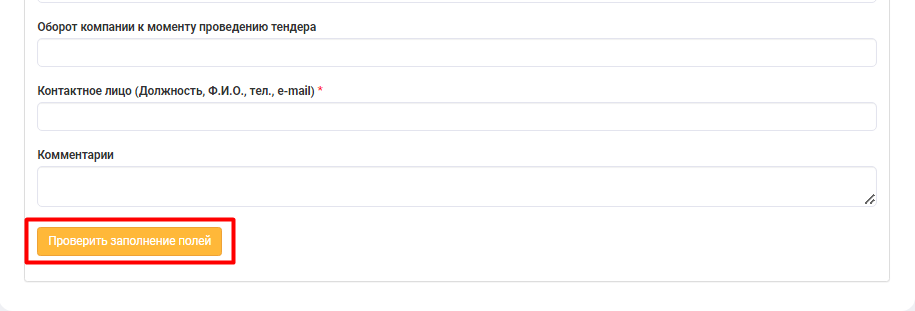 Оборот компании к моменту проведению тендера
Контактное лицо (Должность, Ф.И.О., тел., e-mail) *
Комментарии
Проверить заполнение полей